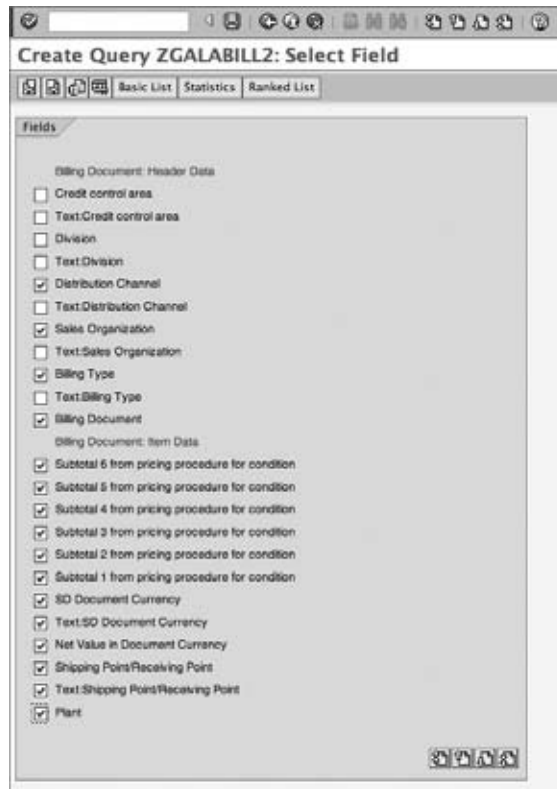 Create Query ZGALABILL2: Select Field
Basic List Statistics Ranked List
Fields
Billing Document: Header Data
Credit control area
Text:Credit control area
Division
Text:Division
Distribution Channel
Text:Distribution Channel
Sales Organization
Text:Sales Organization
Billing Type
Text:Billing Type
Billing Document
Billing Document: Item Data
Subtotal 6 from pricing procedure for condition
Subtotal 5 from pricing procedure for condition
Subtotal 4 from pricing procedure for condition
Subtotal 3 from pricing procedure for condition
Subtotal 2 from pricing procedure for condition
Subtotal 1 from pricing procedure for condition
SD Document Currency
Text:SD Document Currency
Net Value in Document Currency
Shipping Point/Receiving Point
Text:Shipping Point/Receiving Point
Plant